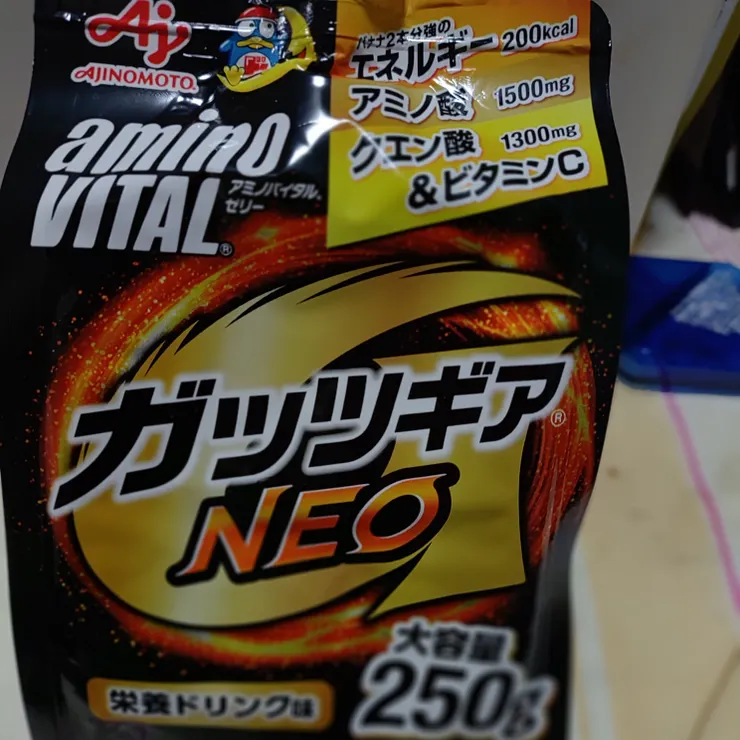 Aj
AJINOMOTO®
ド
バナナ2本分強の
エネルギー 200kcal
アミノ酸 1500mg
クエン酸 1300mg
&ビタミンC
amino
VITAL®
アミノバイタル®
ゼリー
ガッツギア®
NEO
大容量
250g
栄養ドリンク味